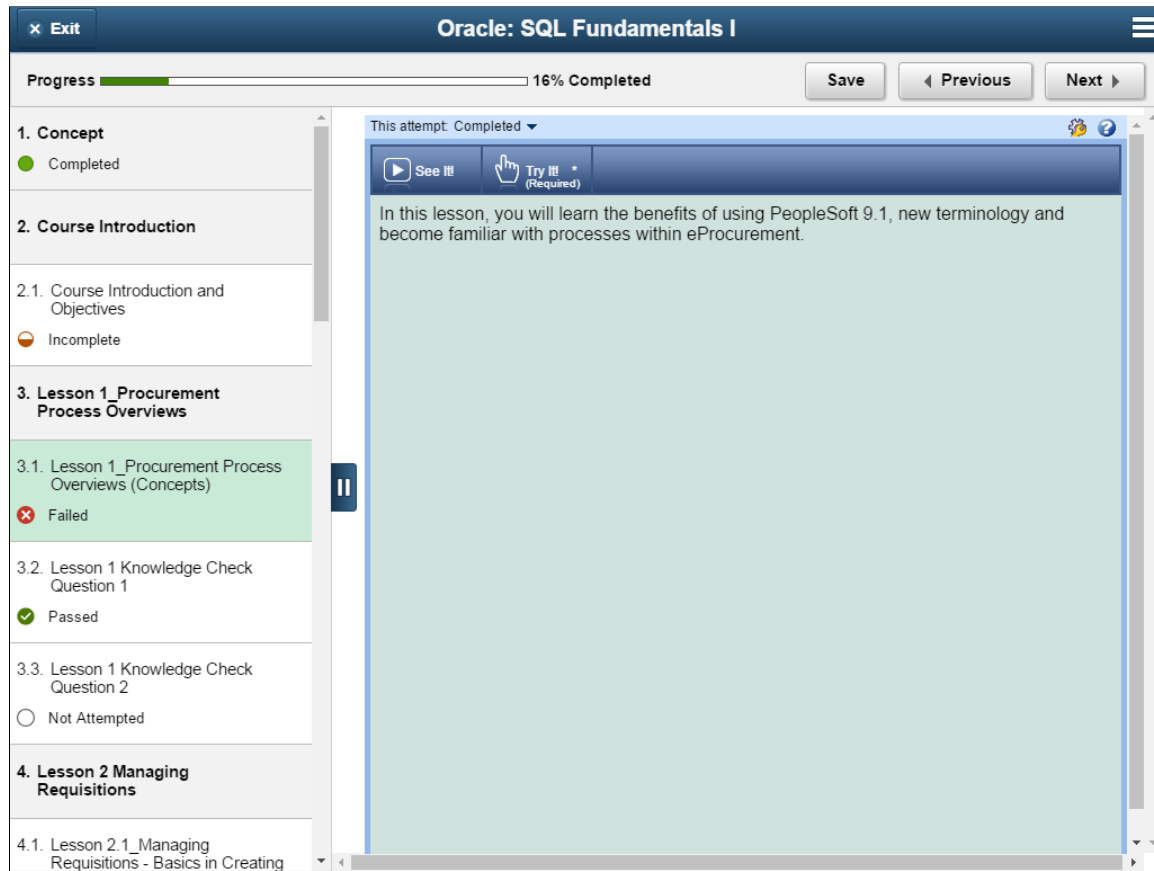 × Exit
Oracle: SQL Fundamentals I
Progress
16% Completed
Save
Previous
Next
1. Concept
Completed
2. Course Introduction
2.1. Course Introduction and
Objectives
Incomplete
3. Lesson 1_Procurement
Process Overviews
3.1. Lesson 1_Procurement Process
Overviews (Concepts)
Failed
3.2. Lesson 1 Knowledge Check
Question 1
Passed
3.3. Lesson 1 Knowledge Check
Question 2
Not Attempted
4. Lesson 2 Managing
Requisitions
4.1. Lesson 2.1_Managing
Requisitions - Basics in Creating
This attempt: Completed
See It!
Try It! *
(Required)
In this lesson, you will learn the benefits of using PeopleSoft 9.1, new terminology and
become familiar with processes within eProcurement.